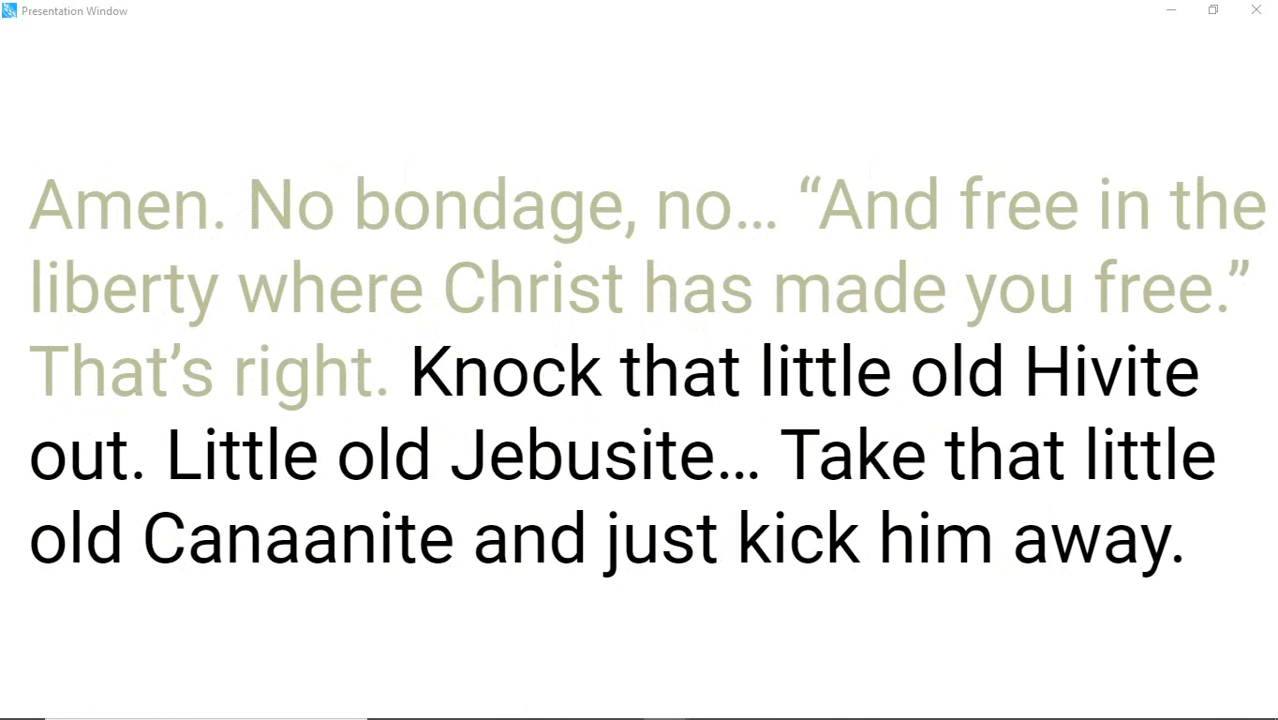 Presentation Window
Amen. No bondage, no… “And free in the
liberty where Christ has made you free.”
That’s right. Knock that little old Hivite
out. Little old Jebusite… Take that little
old Canaanite and just kick him away.